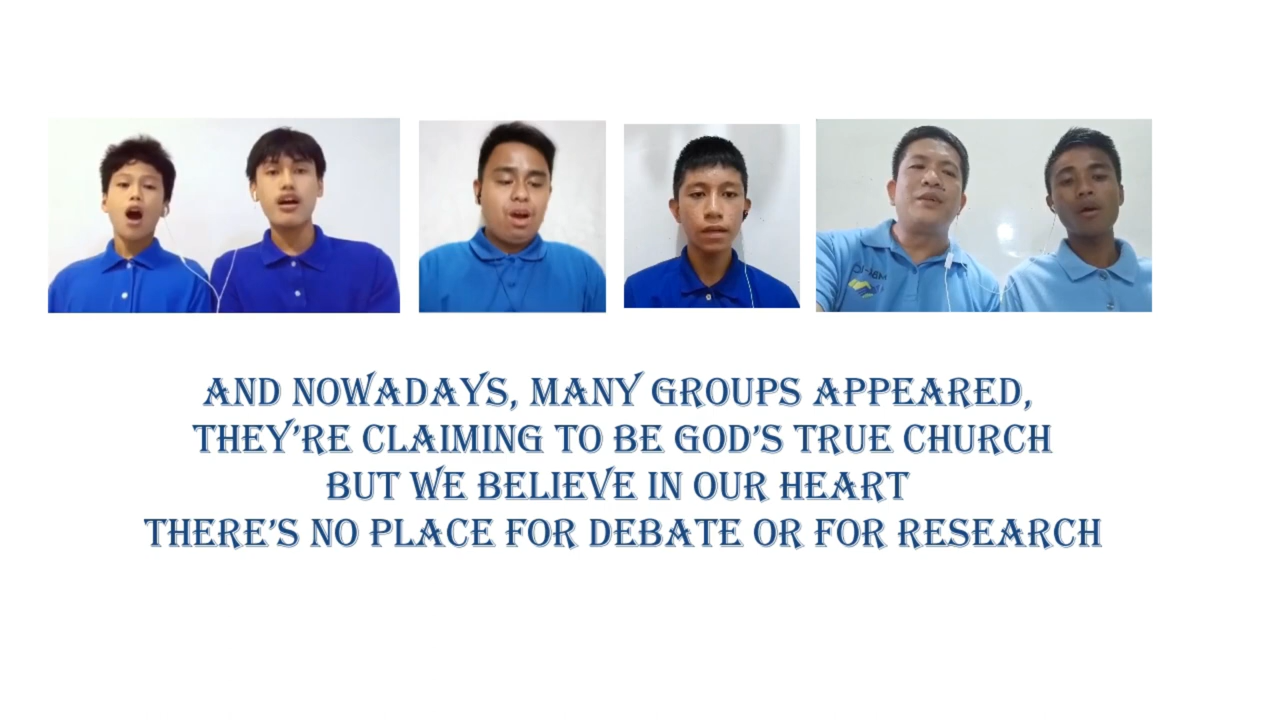 AND NOWADAYS, MANY GROUPS APPEARED,
THEY'RE CLAIMING TO BE GOD'S TRUE CHURCH
BUT WE BELIEVE IN OUR HEART
THERE'S NO PLACE FOR DEBATE OR FOR RESEARCH